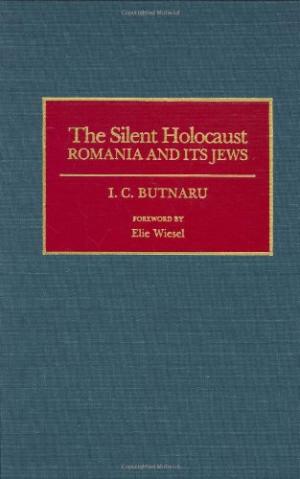 The Silent Holocaust
ROMANIA AND ITS JEWS
I. C. BUTNARU
FOREWORD BY
Elie Wiesel